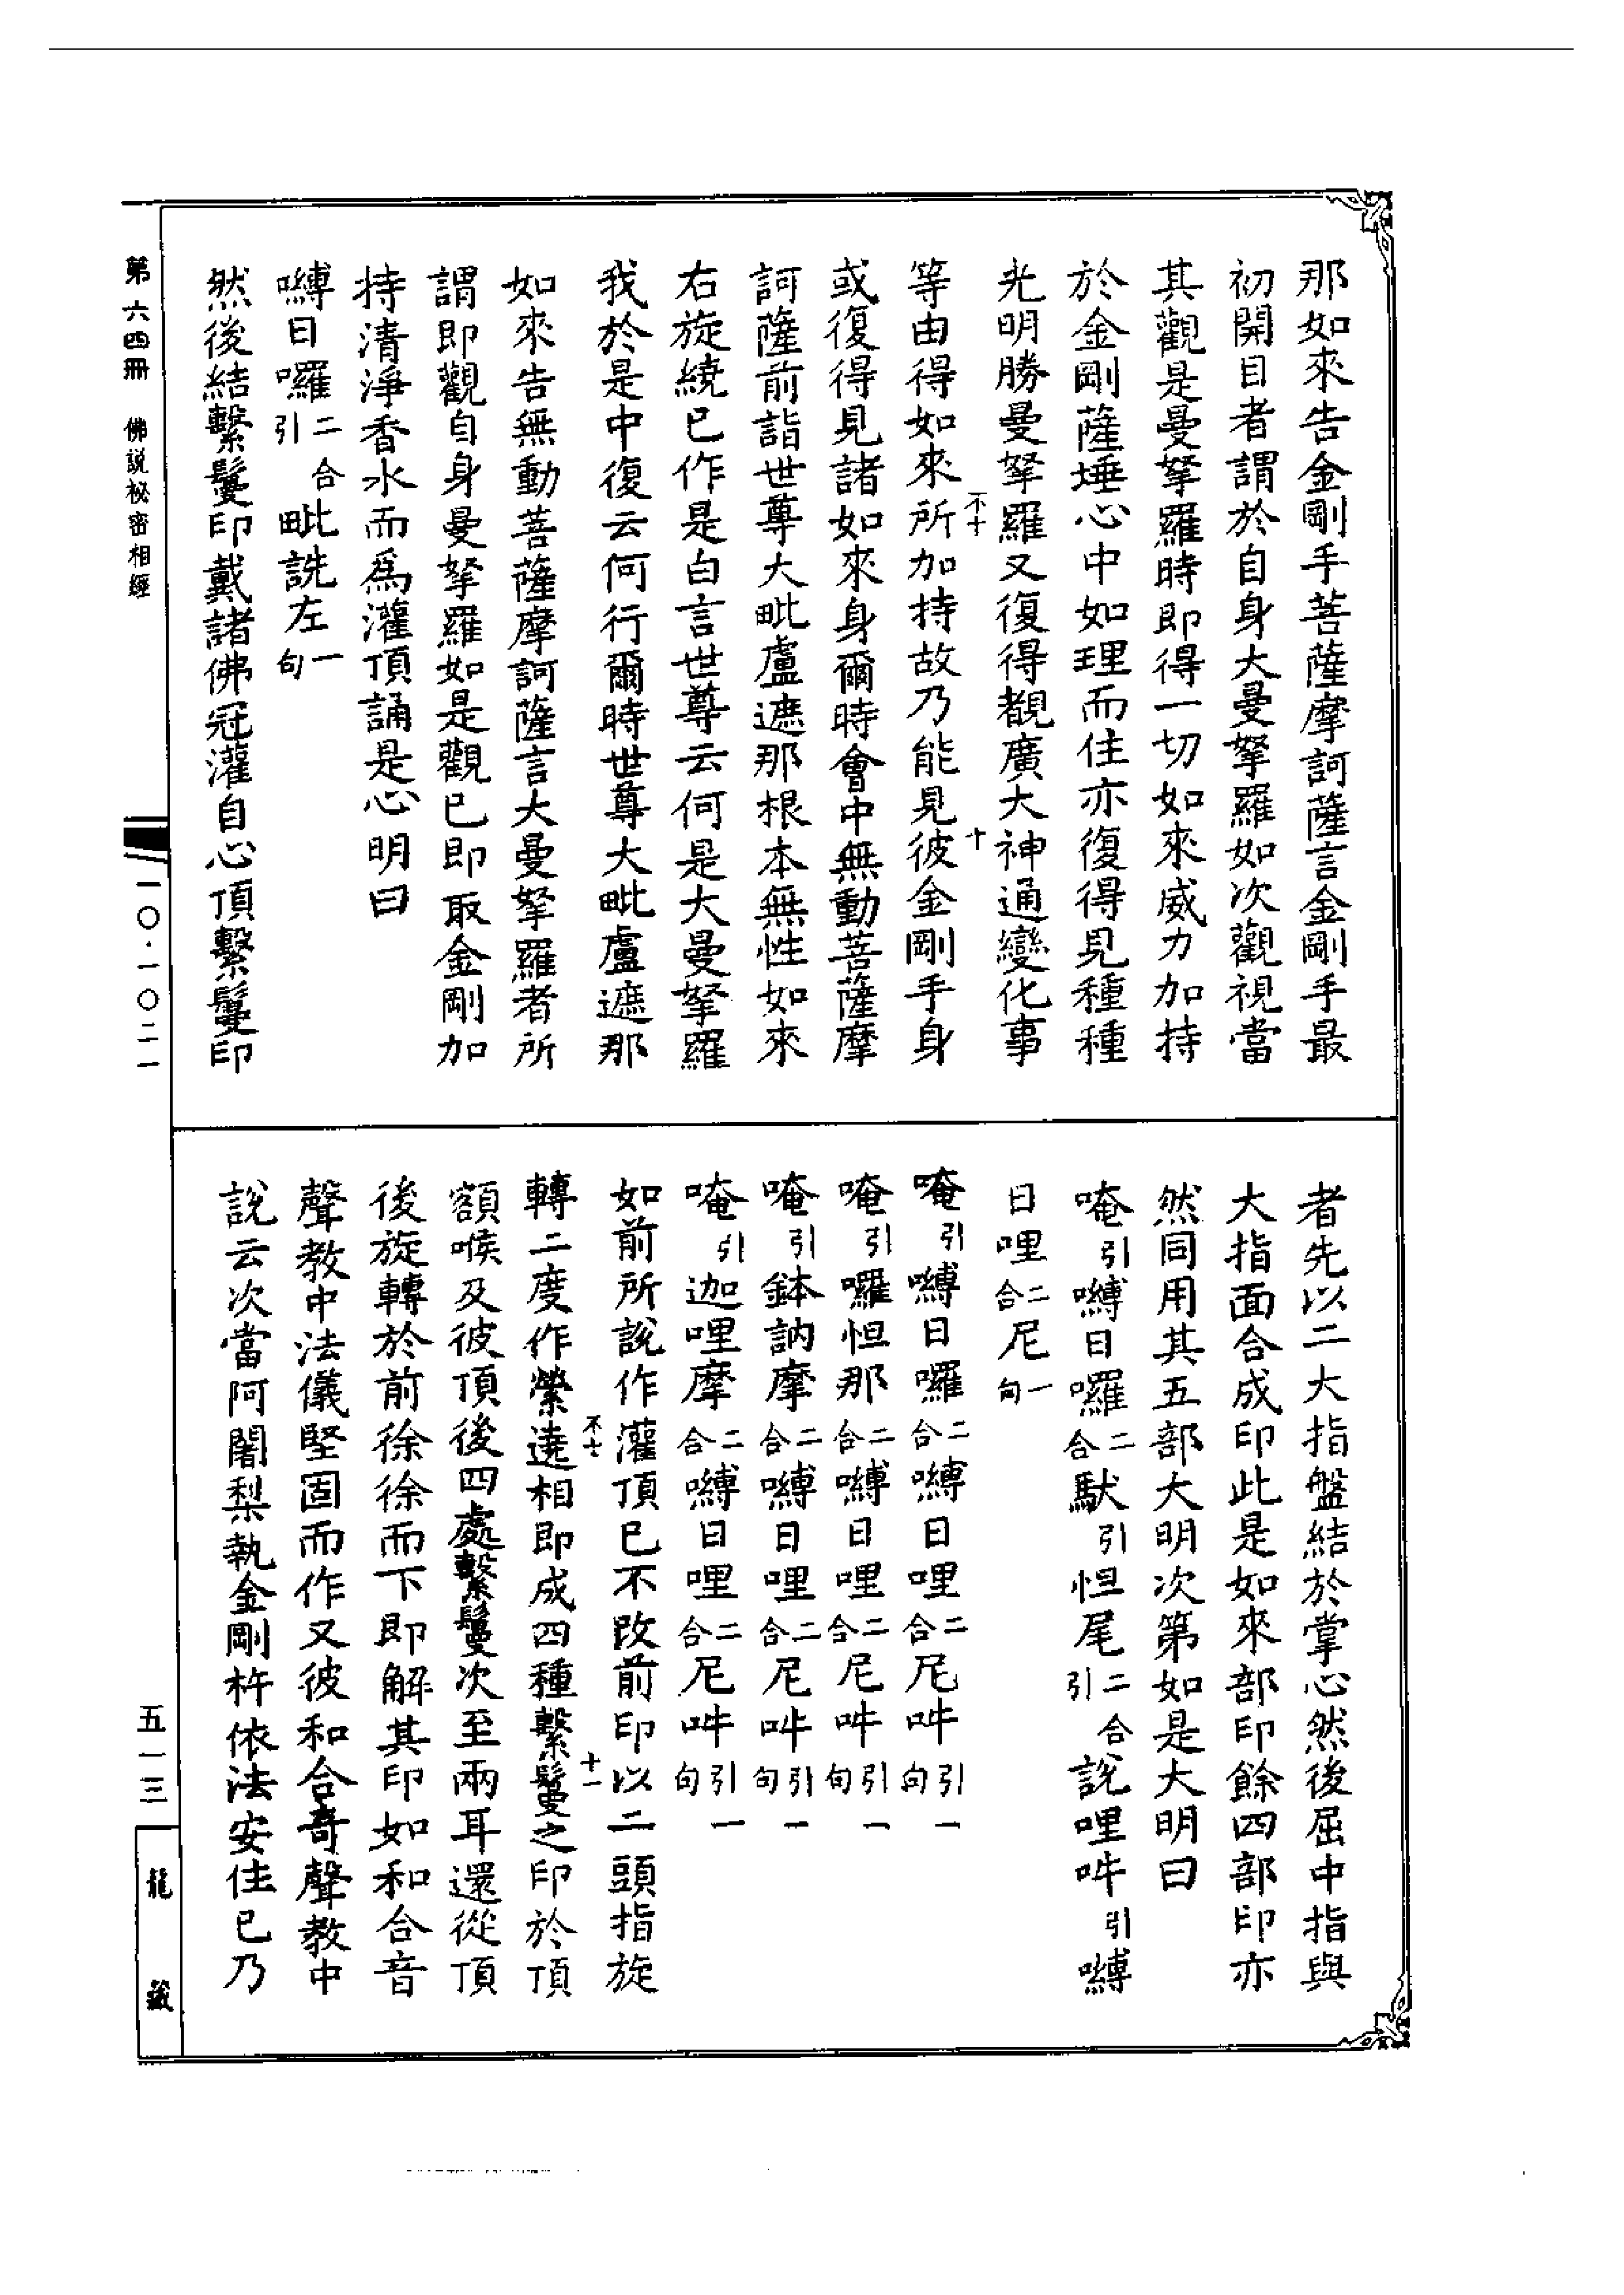 那如來告金剛手菩薩摩訶薩言金剛手最
初開目者謂於自身大曼拏羅如次觀視當
其觀是曼拏羅時即得一切如來威力加持
於金剛薩埵心中如理而住亦復得見種種
光明勝曼拏羅又復得覩廣大神通變化事
不十
十
等由得如來所加持故乃能見彼金剛手身
或復得見諸如來身爾時會中無動菩薩摩
訶薩前詣世尊大毗盧遮那根本無性如來
右旋繞已作是白言世尊云何是大曼拏羅
我於是中復云何行爾時世尊大毗盧遮那
如來告無動菩薩摩訶薩言大曼拏羅者所
謂即觀自身曼拏羅如是觀已即取金剛加
持清淨香水而為灌頂誦是心明曰
嚩日囉二合引毗詵左一句
然後結繫鬘印戴諸佛冠灌自心頂繫鬘印
者先以二大指盤結於掌心然後屈中指與
大指面合成印此是如來部印餘四部印亦
然同用其五部大明次第如是大明曰
唵引嚩日囉二合馱引怛尾二合引說哩吽引嚩
日哩二合尼一句
唵引嚩日囉二合嚩日哩二合尼吽引一句
唵引囉怛那二合嚩日哩二合尼吽引一句
唵引鉢訥摩二合嚩日哩二合尼吽引一句
唵引迦哩摩二合嚩日哩二合尼吽引一句
如前所說作灌頂已不改前印以二頭指旋
不十
十一
轉二度作縈遶相即成四種繫鬘之印於頂
額喉及彼頂後四處繫鬘次至兩耳還從頂
後旋轉於前徐徐而下即解其印如和合音
聲教中法儀堅固而作又彼和合音聲教中
說云次當阿闍梨執金剛杵依法安住已乃
第六四冊 佛說祕密相經
一〇·一〇二一
五一三
龍藏